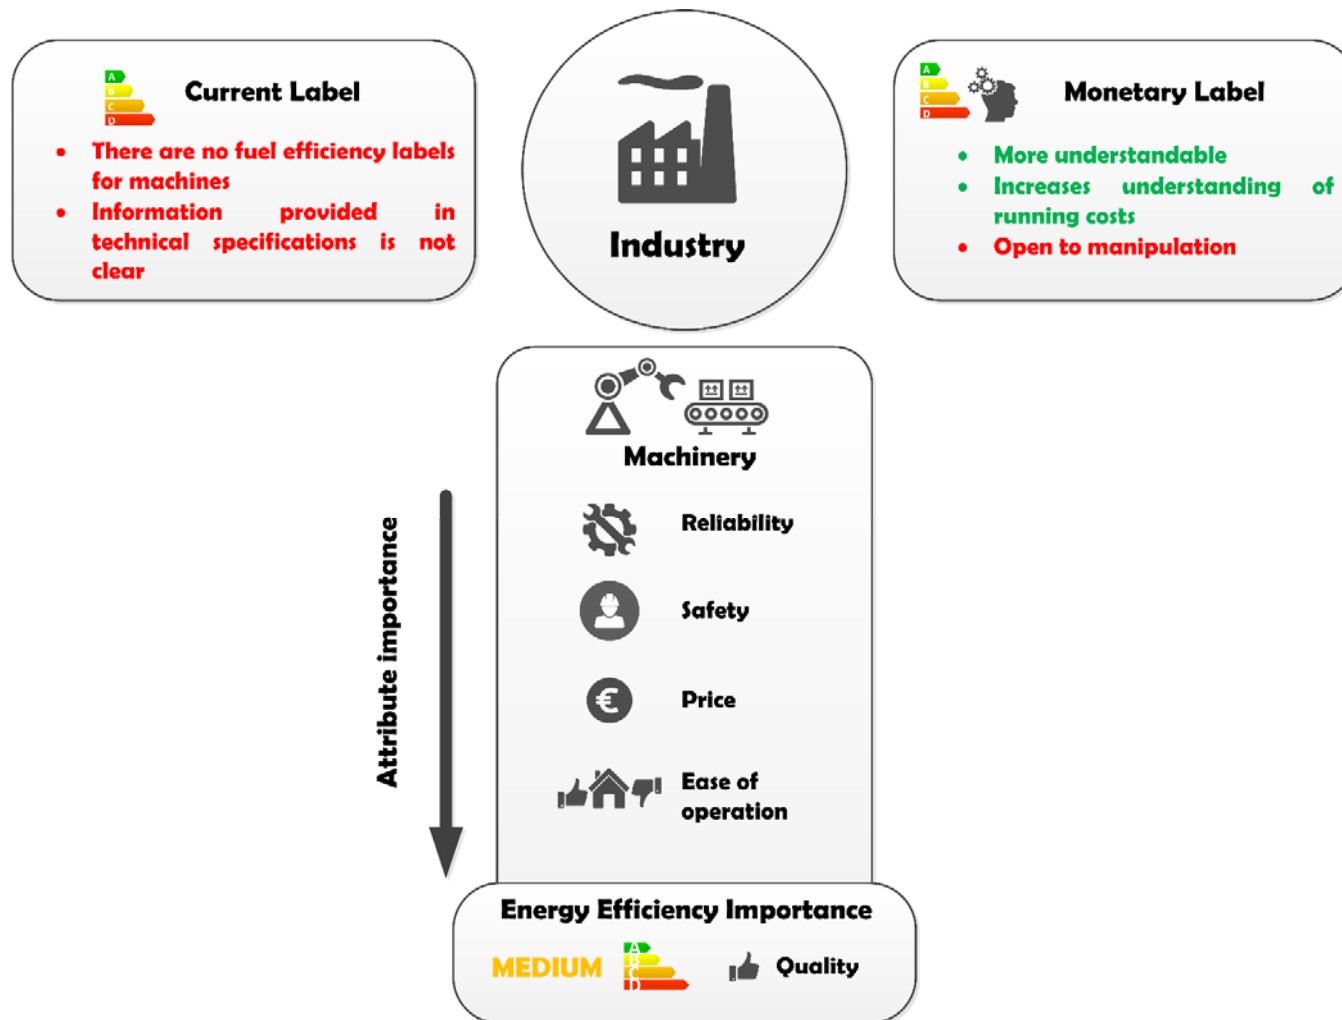 A
B
C
D
Current Label
• There are no fuel efficiency labels
for machines
• Information provided in
technical specifications is not
clear
Industry
A
B
C
D
Monetary Label
• More understandable
• Increases understanding of
running costs
• Open to manipulation
Machinery
Attribute importance
Reliability
Safety
€
Price
Ease of
operation
Energy Efficiency Importance
MEDIUM
A
B
C
D
Quality